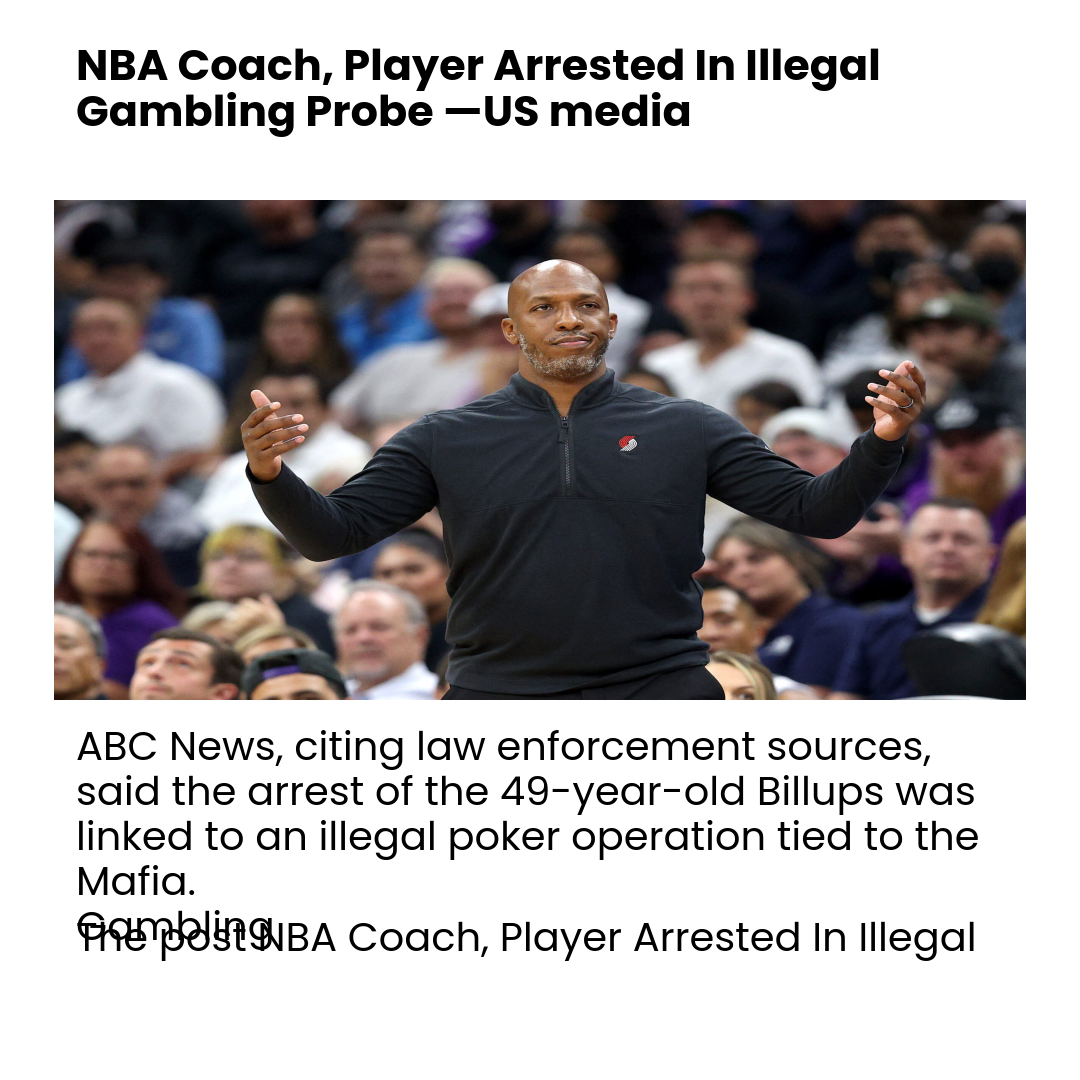 NBA Coach, Player Arrested In Illegal
Gambling Probe —US media
ABC News, citing law enforcement sources,
said the arrest of the 49-year-old Billups was
linked to an illegal poker operation tied to the
Mafia.
Gambling
The post NBA Coach, Player Arrested In Illegal